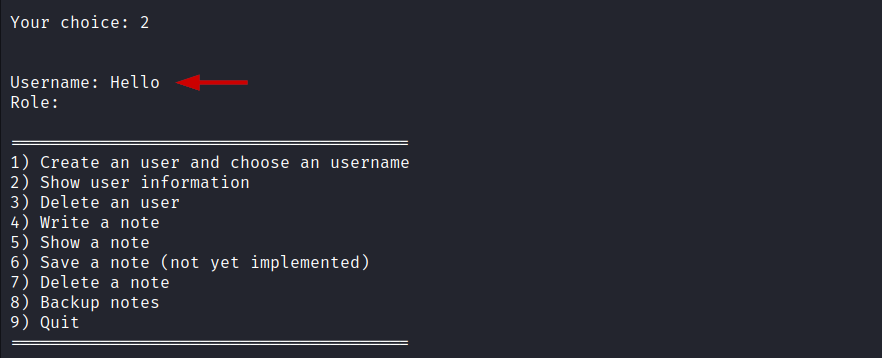 Your choice: 2
Username: Hello
Role:
========================================
1) Create an user and choose an username
2) Show user information
3) Delete an user
4) Write a note
5) Show a note
6) Save a note (not yet implemented)
7) Delete a note
8) Backup notes
9) Quit
========================================